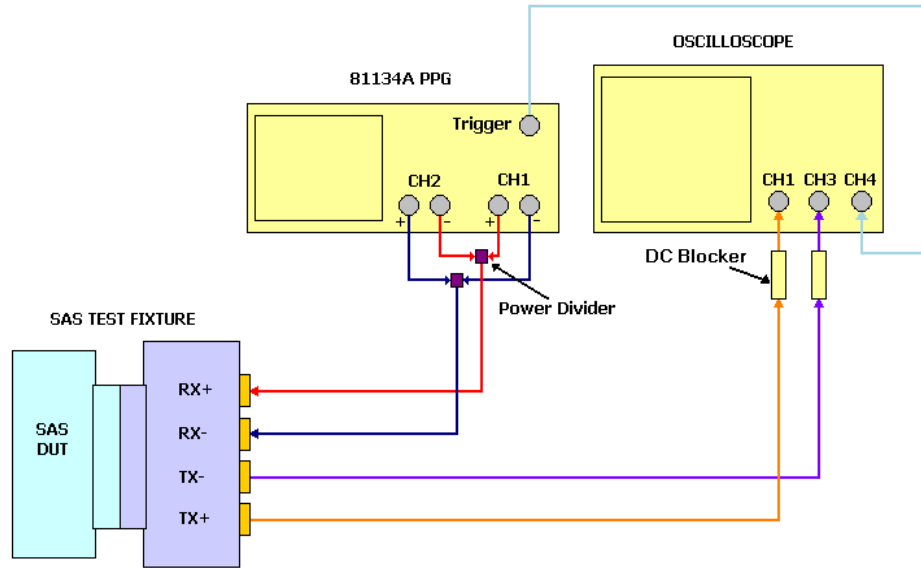 OSCILLOSCOPE
81134A PPG
Trigger
CH2 CH1
+ - + -
CH1 CH3 CH4
DC Blocker
Power Divider
SAS TEST FIXTURE
RX+
SAS
DUT
RX-
TX-
TX+